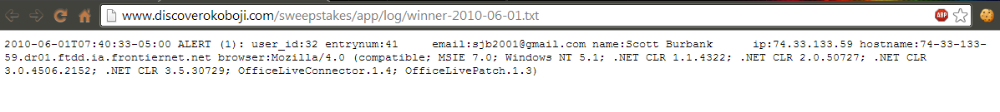 www.discoverokoboji.com/sweepstakes/app/log/winner-2010-06-01.txt
ABP
2010-06-01T07:40:33-05:00 ALERT (1): user_id:32 entrynum:41     email:sjb2001@gmail.com name:Scott Burbank     ip:74.33.133.59 hostname:74-33-133-
59.dr01.ftdd.ia.frontiernet.net browser:Mozilla/4.0 (compatible; MSIE 7.0; Windows NT 5.1; .NET CLR 1.1.4322; .NET CLR 2.0.50727; .NET CLR
3.0.4506.2152; .NET CLR 3.5.30729; OfficeLiveConnector.1.4; OfficeLivePatch.1.3)